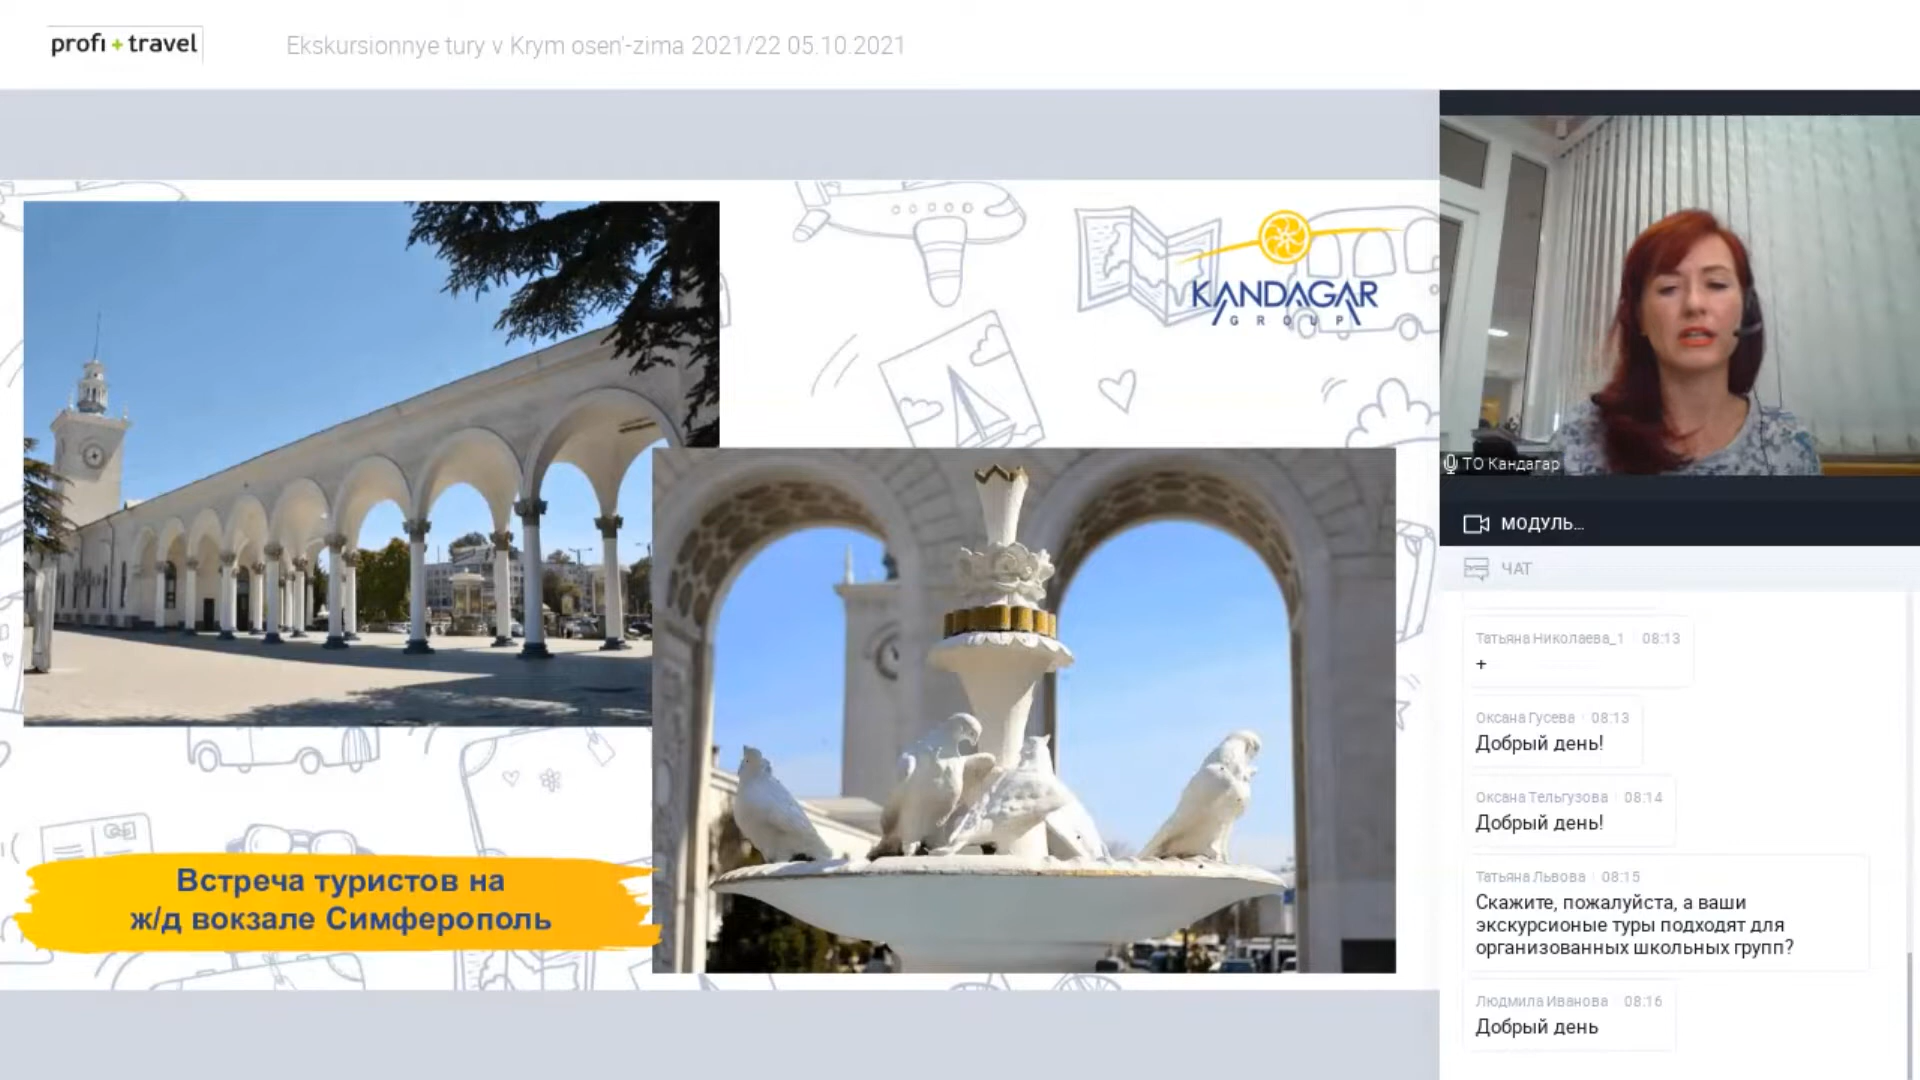 profi + travel
Ekskursionnye tury v Krym osen'-zima 2021/22 05.10.2021
KANDAGAR
GROUP
Встреча туристов на
ж/д вокзале Симферополь
ТО Кандагар
МОДУЛЬ...
ЧАТ
Татьяна Николаева_1 08:13
+
Оксана Гусева 08:13
Добрый день!
Оксана Тельгузова 08:14
Добрый день!
Татьяна Львова 08:15
Скажите, пожалуйста, а ваши
экскурсионые туры подходят для
организованных школьных групп?
Людмила Иванова 08:16
Добрый день